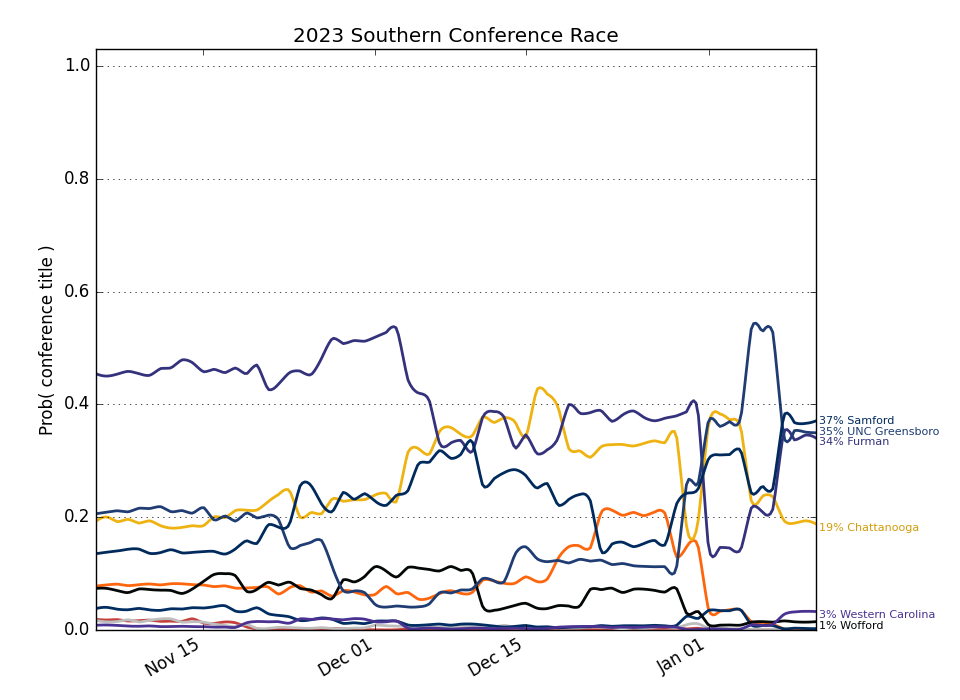 2023 Southern Conference Race
Prob( conference title )
1.0
0.8
0.6
0.4
0.2
0.0
Nov 15
Dec 01
Dec 15
Jan 01
37% Samford
35% UNC Greensboro
34% Furman
19% Chattanooga
3% Western Carolina
1% Wofford